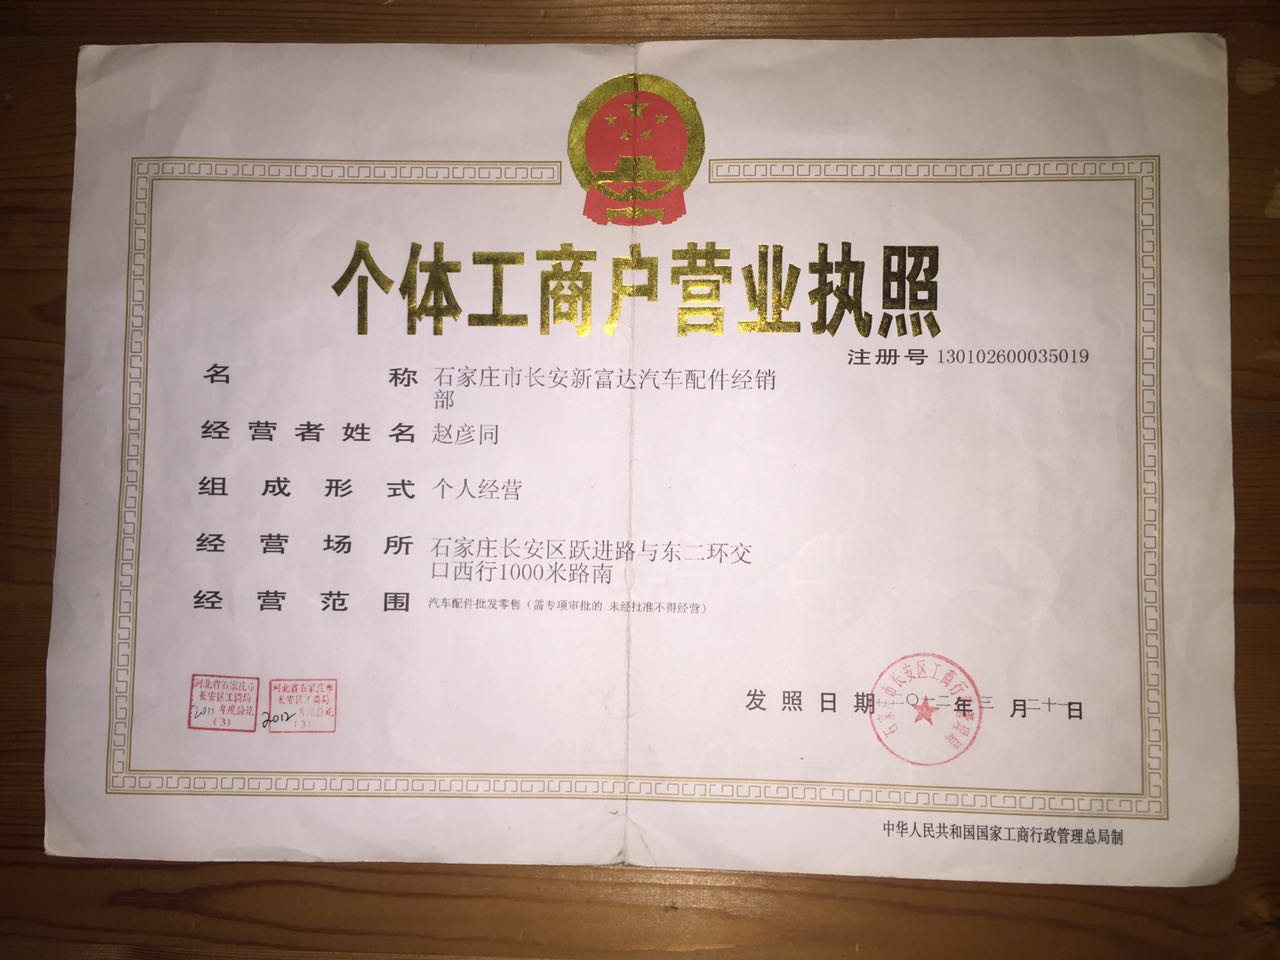 个体工商户营业执照
注册号 130102600035019
名称 石家庄市长安新富达汽车配件经销
部
经营者姓名 赵彦同
组成形式 个人经营
经营场所 石家庄长安区跃进路与东二环交
口西行1000米路南
经营范围 汽车配件批发零售（需专项审批的 未经批准不得经营）
河北省石家庄市
长安区工商局
2011年度验讫
（3）
河北省石家庄市
长安区工商局
2012年度验讫
（3）
发照日期 二〇一二年三月二十一日
石家庄市长安区工商行政管理局
中华人民共和国国家工商行政管理总局制